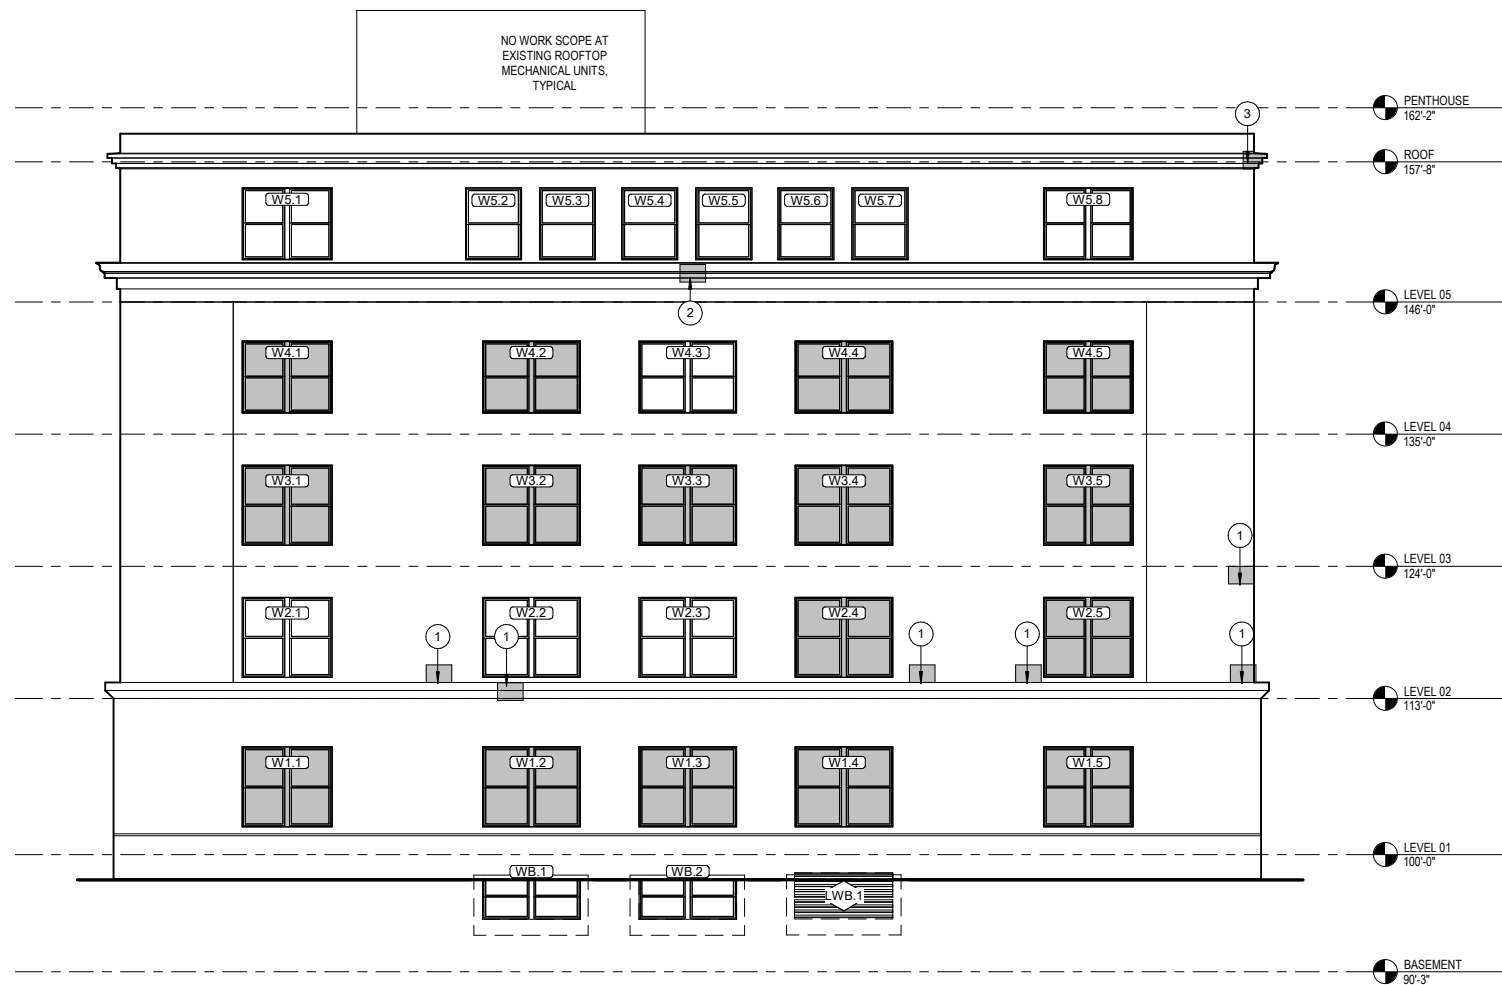 NO WORK SCOPE AT
EXISTING ROOFTOP
MECHANICAL UNITS,
TYPICAL
PENTHOUSE
162'-2"
3
ROOF
157'-8"
W5.1
W5.2
W5.3
W5.4
W5.5
W5.6
W5.7
W5.8
2
LEVEL 05
146'-0"
W4.1
W4.2
W4.3
W4.4
W4.5
LEVEL 04
135'-0"
W3.1
W3.2
W3.3
W3.4
W3.5
1
LEVEL 03
124'-0"
W2.1
W2.2
W2.3
W2.4
W2.5
1
1
1
1
1
LEVEL 02
113'-0"
W1.1
W1.2
W1.3
W1.4
W1.5
LEVEL 01
100'-0"
WB.1
WB.2
LWB.1
BASEMENT
90'-3"